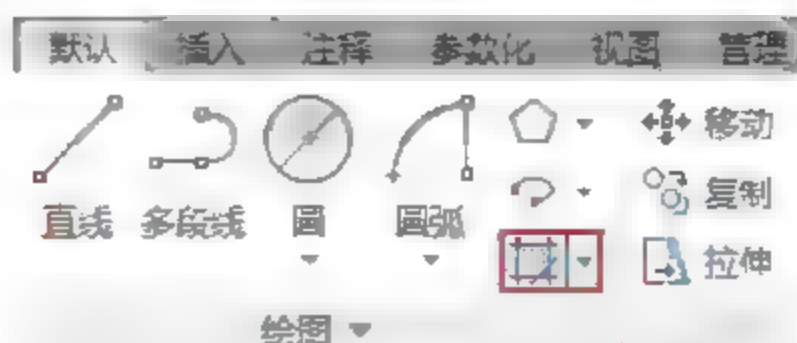 默认 插入 注释 参数化 视图 管理
移动
复制
直线 多段线 圆 圆弧
拉伸
绘图